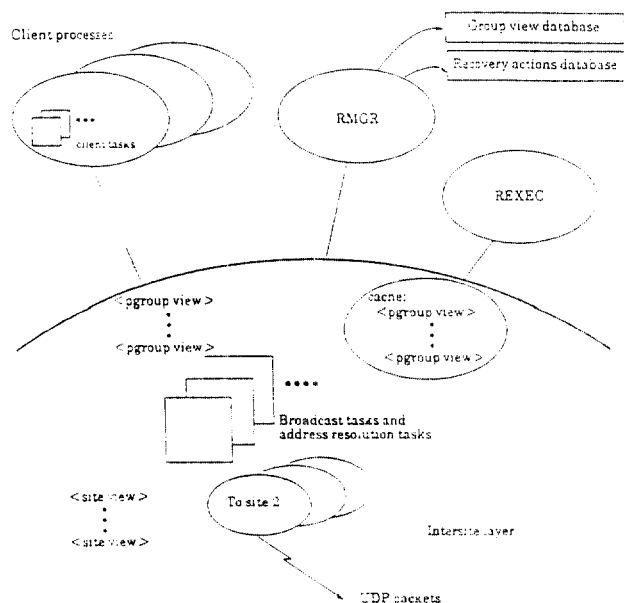 Group view database
Client processes
Recovery actions database
RMGR
client tasks
REXEC
<pgroup view>
<pgroup view>
cache:
<pgroup view>
<pgroup view>
Broadcast tasks and
address resolution tasks
To site 2
<site view>
<site view>
Intersite layer
UDP packets